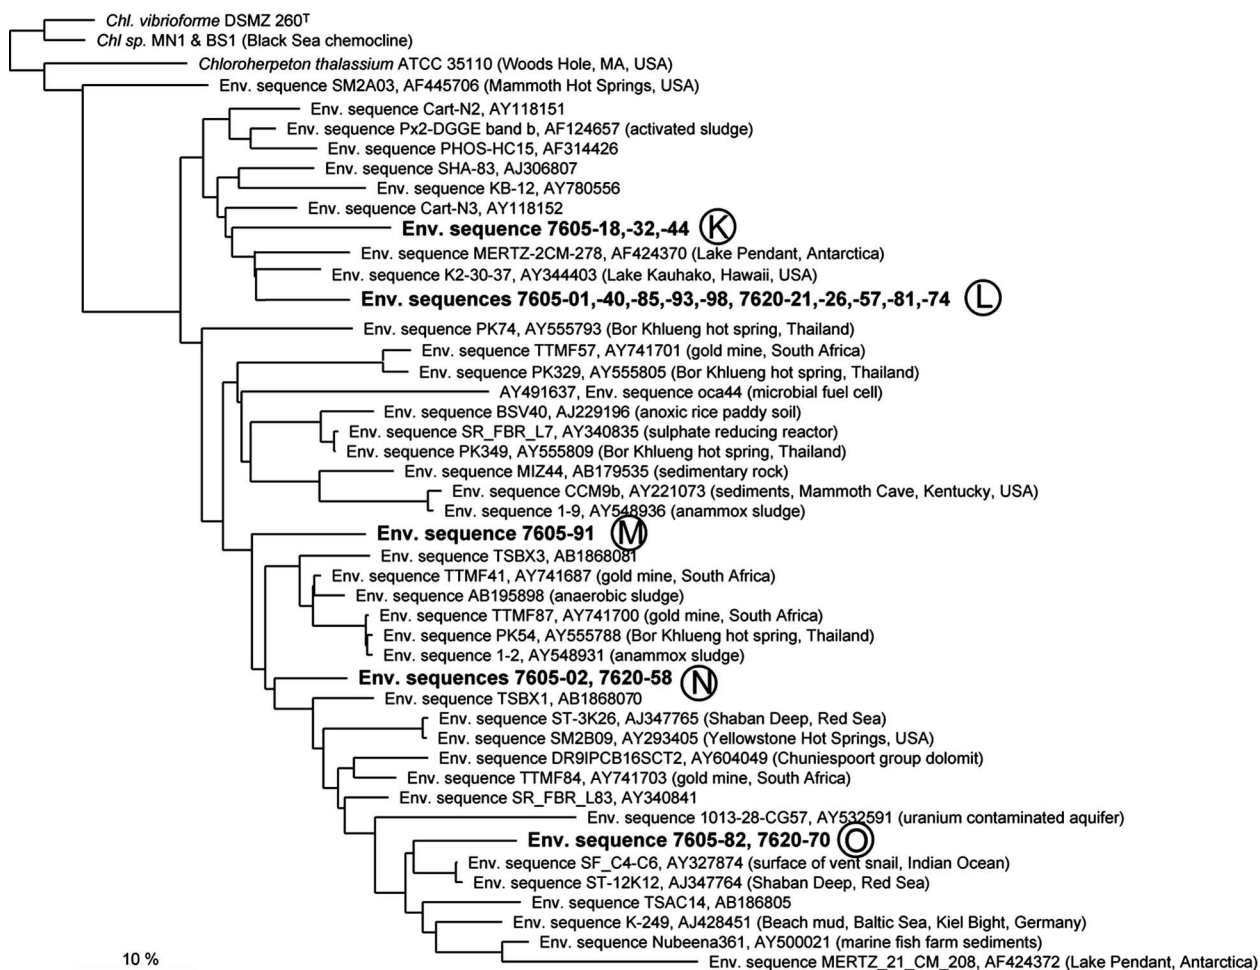 Chl. vibrioforme DSMZ 260T
Chl sp. MN1 & BS1 (Black Sea chemocline)
Chloroherpeton thalassium ATCC 35110 (Woods Hole, MA, USA)
Env. sequence SM2A03, AF445706 (Mammoth Hot Springs, USA)
Env. sequence Cart-N2, AY118151
Env. sequence Px2-DGGE band b, AF124657 (activated sludge)
Env. sequence PHOS-HC15, AF314426
Env. sequence SHA-83, AJ306807
Env. sequence KB-12, AY780556
Env. sequence Cart-N3, AY118152
Env. sequence 7605-18,-32,-44 K
Env. sequence MERTZ-2CM-278, AF424370 (Lake Pendant, Antarctica)
Env. sequence K2-30-37, AY344403 (Lake Kauhako, Hawaii, USA)
Env. sequences 7605-01,-40,-85,-93,-98, 7620-21,-26,-57,-81,-74 L
Env. sequence PK74, AY555793 (Bor Khlueng hot spring, Thailand)
Env. sequence TTMF57, AY741701 (gold mine, South Africa)
Env. sequence PK329, AY555805 (Bor Khlueng hot spring, Thailand)
AY491637, Env. sequence oca44 (microbial fuel cell)
Env. sequence BSV40, AJ229196 (anoxic rice paddy soil)
Env. sequence SR_FBR_L7, AY340835 (sulphate reducing reactor)
Env. sequence PK349, AY555809 (Bor Khlueng hot spring, Thailand)
Env. sequence MIZ44, AB179535 (sedimentary rock)
Env. sequence CCM9b, AY221073 (sediments, Mammoth Cave, Kentucky, USA)
Env. sequence 1-9, AY548936 (anammox sludge)
Env. sequence 7605-91 M
Env. sequence TSBX3, AB1868081
Env. sequence TTMF41, AY741687 (gold mine, South Africa)
Env. sequence AB195898 (anaerobic sludge)
Env. sequence TTMF87, AY741700 (gold mine, South Africa)
Env. sequence PK54, AY555788 (Bor Khlueng hot spring, Thailand)
Env. sequence 1-2, AY548931 (anammox sludge)
Env. sequences 7605-02, 7620-58 N
Env. sequence TSBX1, AB1868070
Env. sequence ST-3K26, AJ347765 (Shaban Deep, Red Sea)
Env. sequence SM2B09, AY293405 (Yellowstone Hot Springs, USA)
Env. sequence DR9IPCB16SCT2, AY604049 (Chuniespoort group dolomit)
Env. sequence TTMF84, AY741703 (gold mine, South Africa)
Env. sequence SR_FBR_L83, AY340841
Env. sequence 1013-28-CG57, AY532591 (uranium contaminated aquifer)
Env. sequence 7605-82, 7620-70 O
Env. sequence SF_C4-C6, AY327874 (surface of vent snail, Indian Ocean)
Env. sequence ST-12K12, AJ347764 (Shaban Deep, Red Sea)
Env. sequence TSAC14, AB186805
Env. sequence K-249, AJ428451 (Beach mud, Baltic Sea, Kiel Bight, Germany)
Env. sequence Nubeena361, AY500021 (marine fish farm sediments)
Env. sequence MERTZ_21_CM_208, AF424372 (Lake Pendant, Antarctica)
10 %